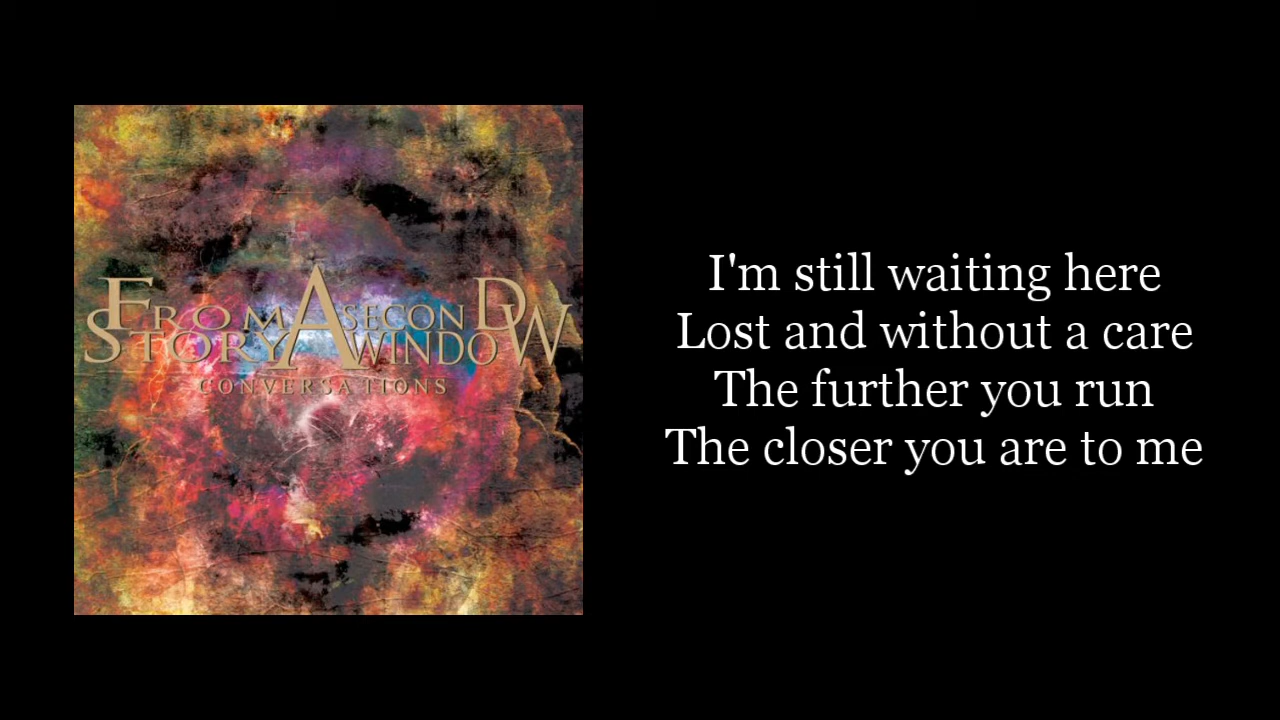 FROM A SECOND
STORY WINDOW
CONVERSATIONS
I'm still waiting here
Lost and without a care
The further you run
The closer you are to me